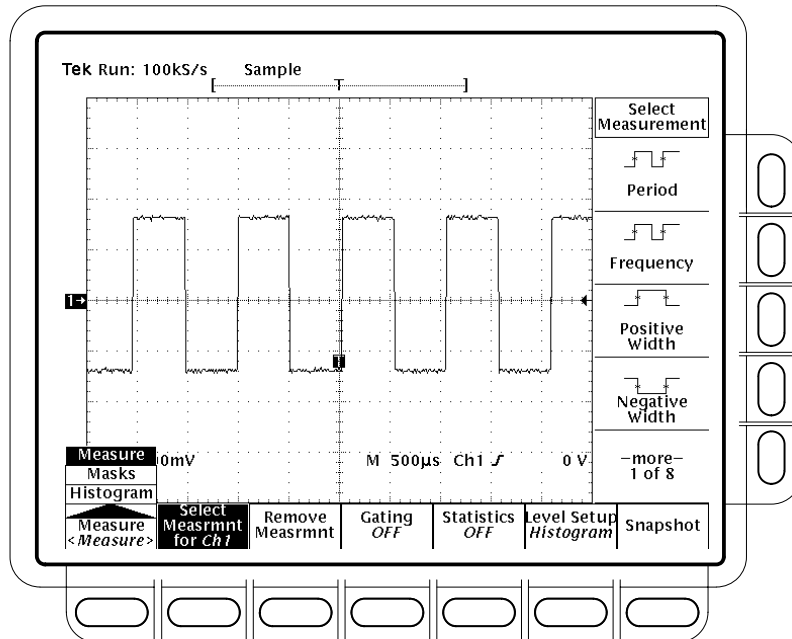 Tek Run: 100kS/s Sample
[ T ]
Select
Measurement
Period
Frequency
Positive
Width
Negative
Width
–more–
1 of 8
1
T
0mV M 500µs Ch1 0 V
Measure
Masks
Histogram
Measure
<Measure>
Select
Measrmnt
for Ch1
Remove
Measrmnt
Gating
OFF
Statistics
OFF
Level Setup
Histogram
Snapshot